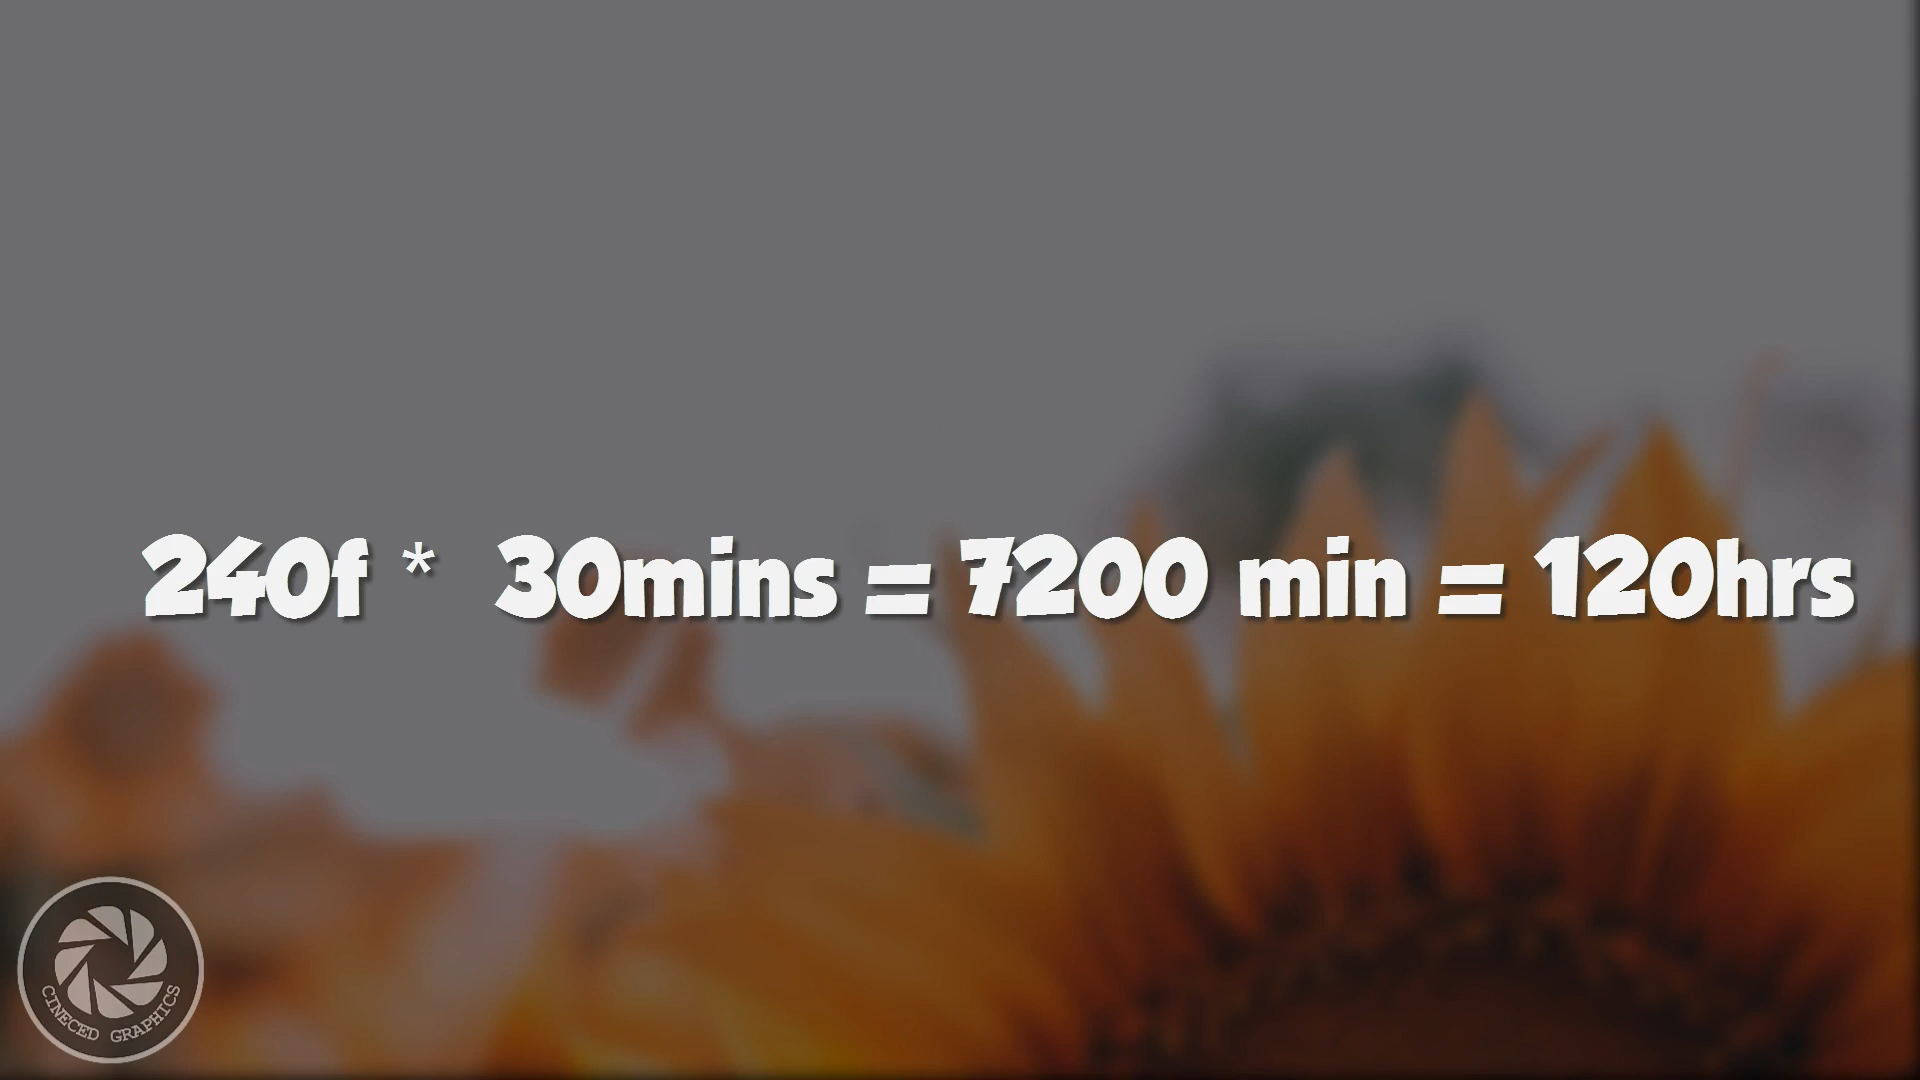 240f * 30mins = 7200 min = 120hrs
CINECED GRAPHICS